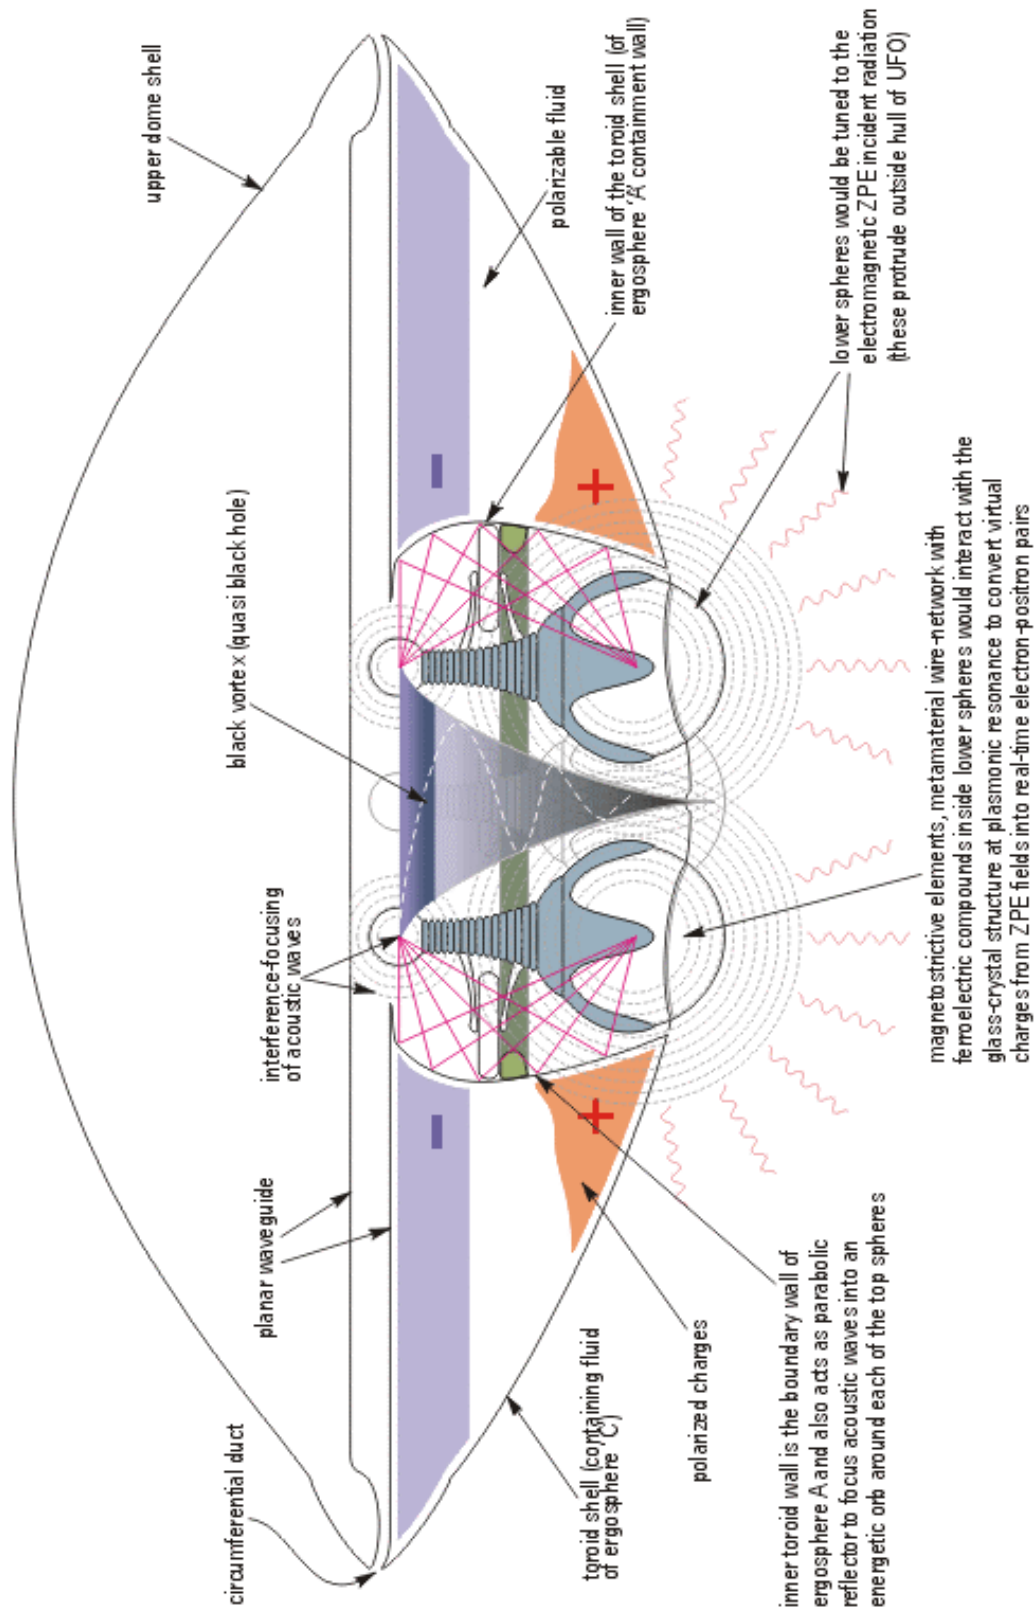 upper dome shell
circumferential duct
planar waveguide
interference-focusing
of acoustic waves
black vortex (quasi black hole)
polarizable fluid
inner wall of the toroid shell (of
ergosphere 'A' containment wall)
−
−
+
+
toroid shell (containing fluid
of ergosphere 'C')
polarized charges
inner toroid wall is the boundary wall of
ergosphere A and also acts as parabolic
reflector to focus acoustic waves into an
energetic orb around each of the top spheres
magnetostrictive elements, metamaterial wire-network with
ferroelectric compounds inside lower spheres would interact with the
glass-crystal structure at plasmonic resonance to convert virtual
charges from ZPE fields into real-time electron-positron pairs
lower spheres would be tuned to the
electromagnetic ZPE incident radiation
(these protrude outside hull of UFO)